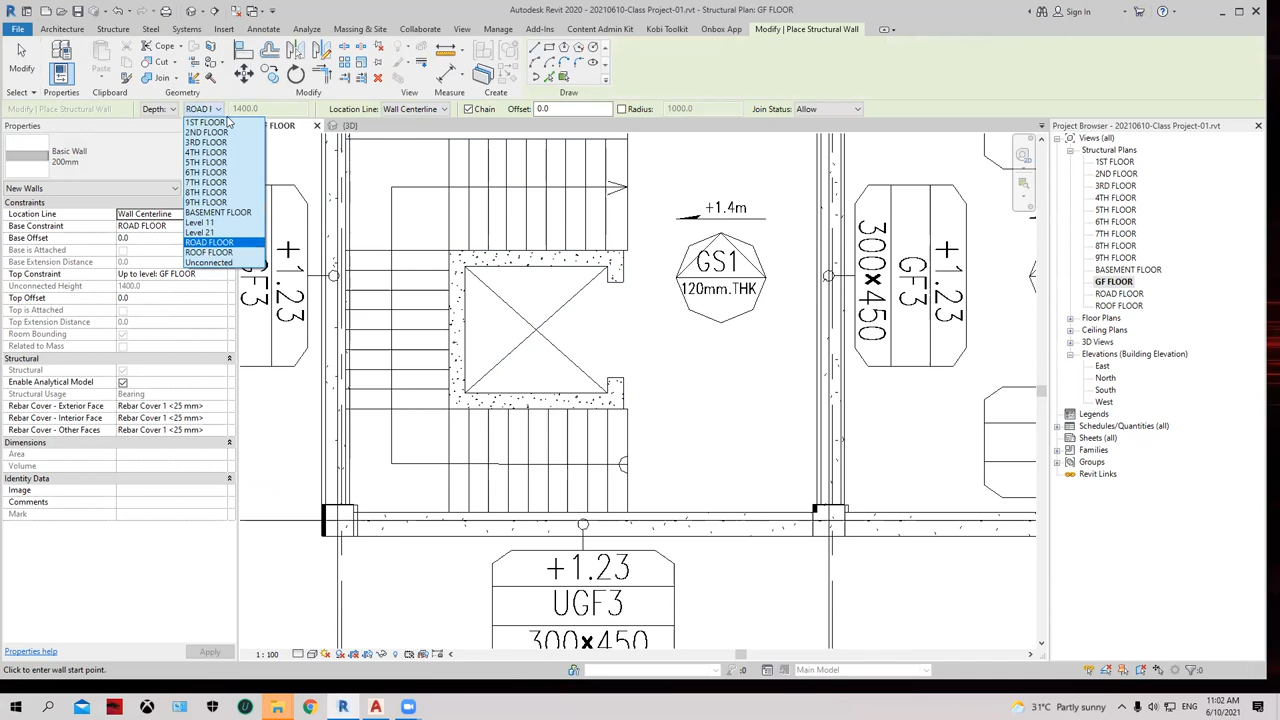 Autodesk Revit 2020 - 20210610-Class Project-01.rvt - Structural Plan: GF FLOOR
Sign In
File Architecture Structure Steel Systems Insert Annotate Analyze Massing & Site Collaborate View Manage Add-Ins Content Admin Kit Kobi Toolkit Onbox App Modify | Place Structural Wall
Modify Paste Cope Cut Join
Select Properties Clipboard Geometry Modify View Measure Create Draw
Modify | Place Structural Wall Depth: ROAD F 1400.0 Location Line: Wall Centerline Chain Offset: 0.0 Radius 1000.0 Join Status: Allow
1ST FLOOR
2ND FLOOR
3RD FLOOR
4TH FLOOR
5TH FLOOR
6TH FLOOR
7TH FLOOR
8TH FLOOR
9TH FLOOR
BASEMENT FLOOR
Level 11
Level 21
ROAD FLOOR
ROOF FLOOR
Unconnected
F FLOOR {3D}
Properties
Basic Wall
200mm
New Walls
Constraints
Location Line Wall Centerline
Base Constraint ROAD FLOOR
Base Offset 0.0
Base is Attached
Base Extension Distance 0.0
Top Constraint Up to level: GF FLOOR
Unconnected Height 1400.0
Top Offset 0.0
Top is Attached
Top Extension Distance 0.0
Room Bounding
Related to Mass
Structural
Structural
Enable Analytical Model
Structural Usage Bearing
Rebar Cover - Exterior Face Rebar Cover 1 <25 mm>
Rebar Cover - Interior Face Rebar Cover 1 <25 mm>
Rebar Cover - Other Faces Rebar Cover 1 <25 mm>
Dimensions
Area
Volume
Identity Data
Image
Comments
Mark
Properties help Apply
+1.23
GF3
+1.4m
GS1
120mm.THK
+1.23
GF3
300x450
+1.23
UGF3
300x450
Project Browser - 20210610-Class Project-01.rvt
Views (all)
Structural Plans
1ST FLOOR
2ND FLOOR
3RD FLOOR
4TH FLOOR
5TH FLOOR
6TH FLOOR
7TH FLOOR
8TH FLOOR
9TH FLOOR
BASEMENT FLOOR
GF FLOOR
ROAD FLOOR
ROOF FLOOR
Floor Plans
Ceiling Plans
3D Views
Elevations (Building Elevation)
East
North
South
West
Legends
Schedules/Quantities (all)
Sheets (all)
Families
Groups
Revit Links
1 : 100
Click to enter wall start point. :0 Main Model :0
31°C Partly sunny ENG 11:02 AM
6/10/2021